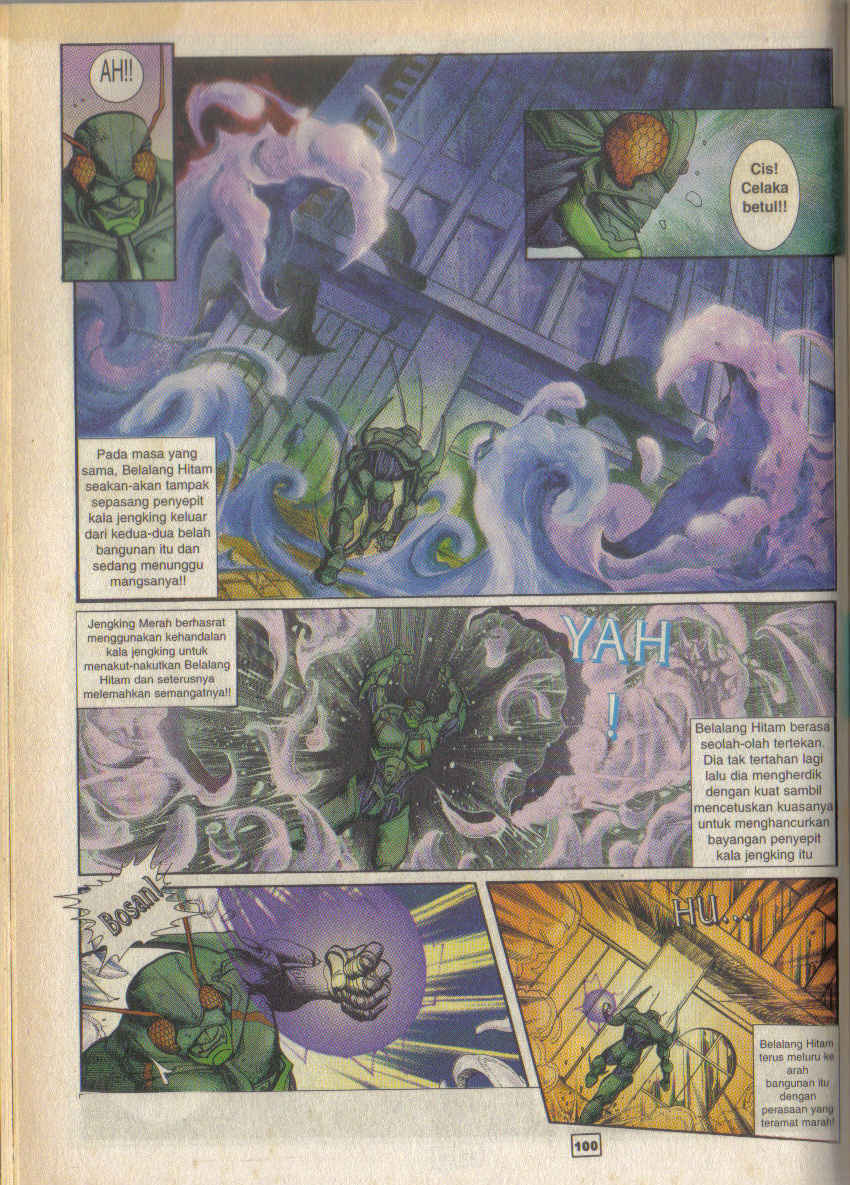 AH!!
Cis!
Celaka
betul!!
Pada masa yang
sama, Belalang Hitam
seakan-akan tampak
sepasang penyepit
kala jengking keluar
dari kedua-dua belah
bangunan itu dan
sedang menunggu
mangsanya!!
Jengking Merah berhasrat
menggunakan kehandalan
kala jengking untuk
menakut-nakutkan Belalang
Hitam dan seterusnya
melemahkan semangatnya!!
YAH
!
Belalang Hitam berasa
seolah-olah tertekan.
Dia tak tertahan lagi
lalu dia mengherdik
dengan kuat sambil
mencetuskan kuasanya
untuk menghancurkan
bayangan penyepit
kala jengking itu
Bosan!
HU...
Belalang Hitam
terus meluru ke
arah
bangunan itu
dengan
perasaan yang
teramat marah!
100